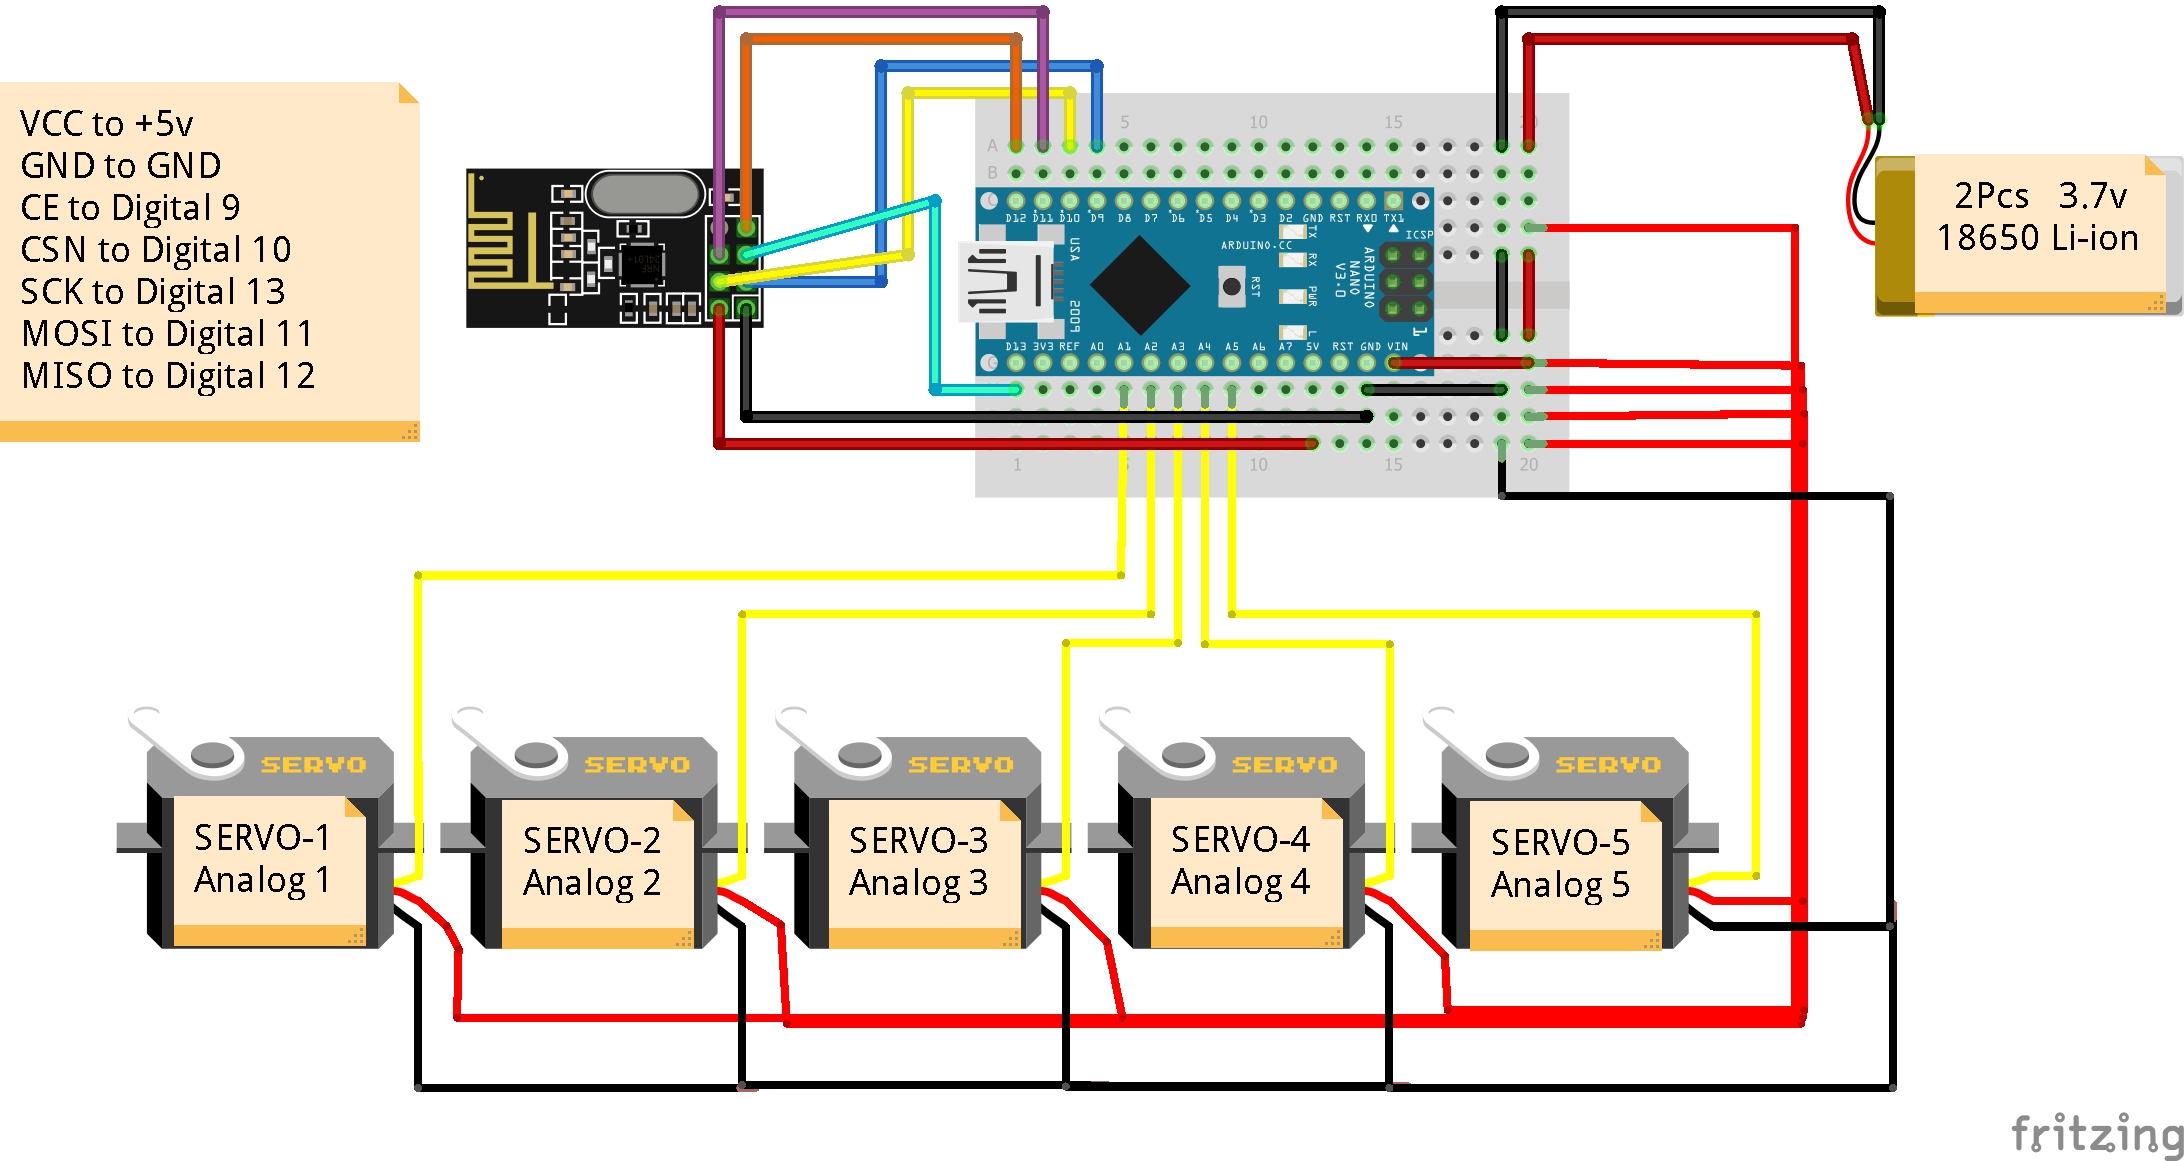 VCC to +5v
GND to GND
CE to Digital 9
CSN to Digital 10
SCK to Digital 13
MOSI to Digital 11
MISO to Digital 12
2Pcs 3.7v
18650 Li-ion
5 10 15 20
A
B
D12 D11 D10 D9 D8 D7 D6 D5 D4 D3 D2 GND RST RX0 TX1
USA
ARDUINO.CC
TX
RX
RST
PWR
L
ICSP
ARDUINO
NANO
V3.0
1
D13 3V3 REF A0 A1 A2 A3 A4 A5 A6 A7 5V RST GND VIN
1 5 10 15 20
SERVO
SERVO
SERVO
SERVO
SERVO
SERVO-1
Analog 1
SERVO-2
Analog 2
SERVO-3
Analog 3
SERVO-4
Analog 4
SERVO-5
Analog 5
fritzing